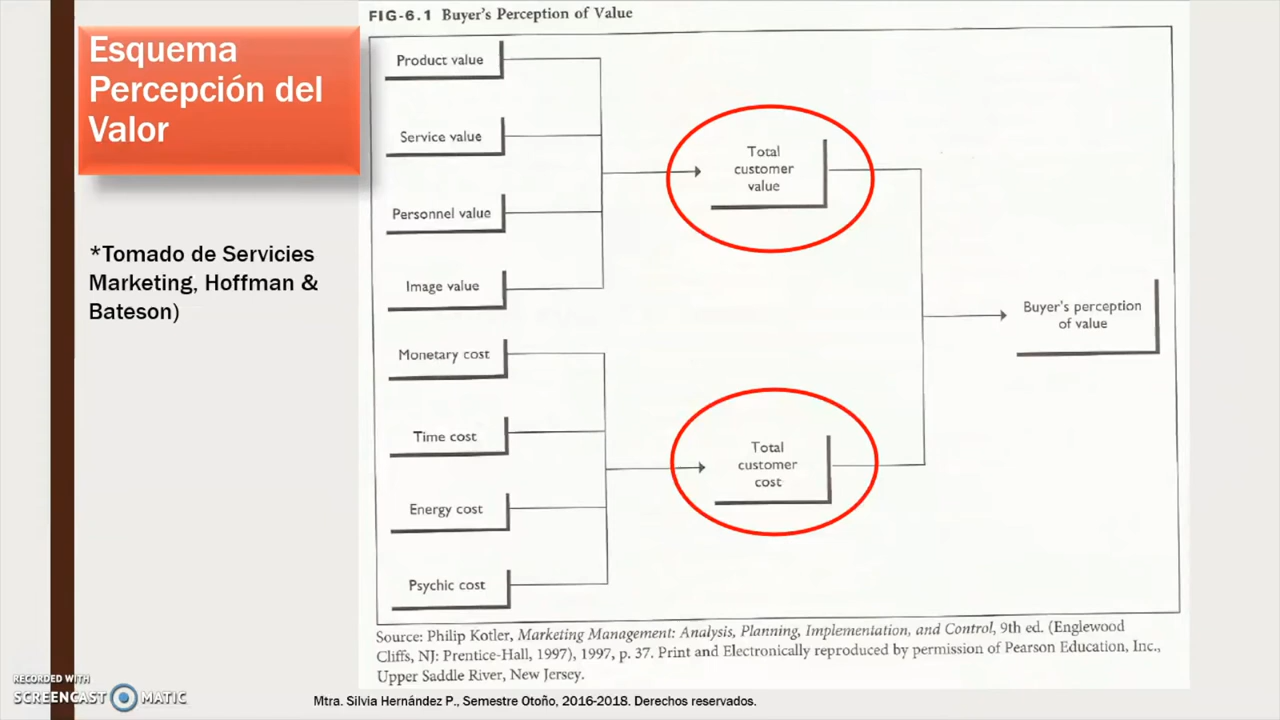 Esquema
Percepción del
Valor
*Tomado de Servicies
Marketing, Hoffman &
Bateson)
FIG-6.1 Buyer's Perception of Value
Product value
Service value
Personnel value
Image value
Monetary cost
Time cost
Energy cost
Psychic cost
Total
customer
value
Total
customer
cost
Buyer's perception
of value
Source: Philip Kotler, Marketing Management: Analysis, Planning, Implementation, and Control, 9th ed. (Englewood
Cliffs, NJ: Prentice-Hall, 1997), 1997, p. 37. Print and Electronically reproduced by permission of Pearson Education, Inc.,
Upper Saddle River, New Jersey.
RECORDED WITH
SCREENCAST MATIC
Mtra. Silvia Hernández P., Semestre Otoño, 2016-2018. Derechos reservados.